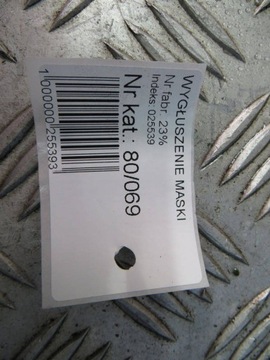 WYGŁUSZENIE MASKI
Nr fabr. 23%
Indeks: 025539
1000000255393
Nr kat.: 80/069